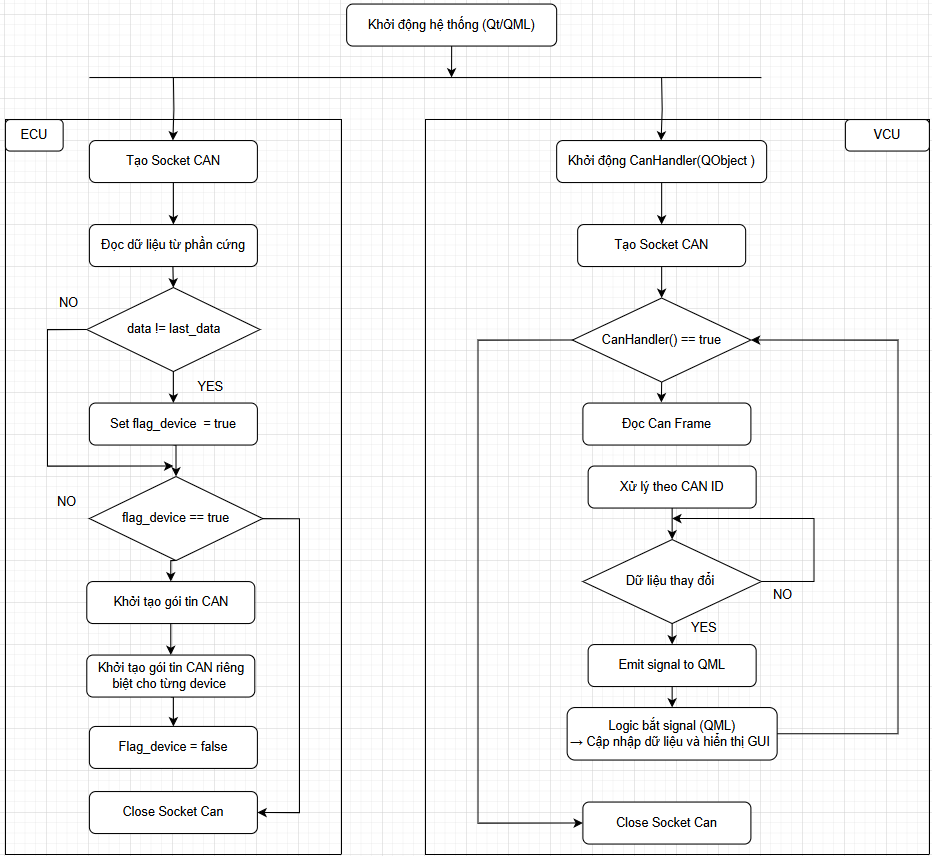 Khởi động hệ thống (Qt/QML)
ECU
Tạo Socket CAN
Đọc dữ liệu từ phần cứng
NO
data != last_data
YES
Set flag_device = true
NO
flag_device == true
Khởi tạo gói tin CAN
Khởi tạo gói tin CAN riêng
biệt cho từng device
Flag_device = false
Close Socket Can
VCU
Khởi động CanHandler(QObject )
Tạo Socket CAN
CanHandler() == true
Đọc Can Frame
Xử lý theo CAN ID
Dữ liệu thay đổi
NO
YES
Emit signal to QML
Logic bắt signal (QML)
→ Cập nhập dữ liệu và hiển thị GUI
Close Socket Can